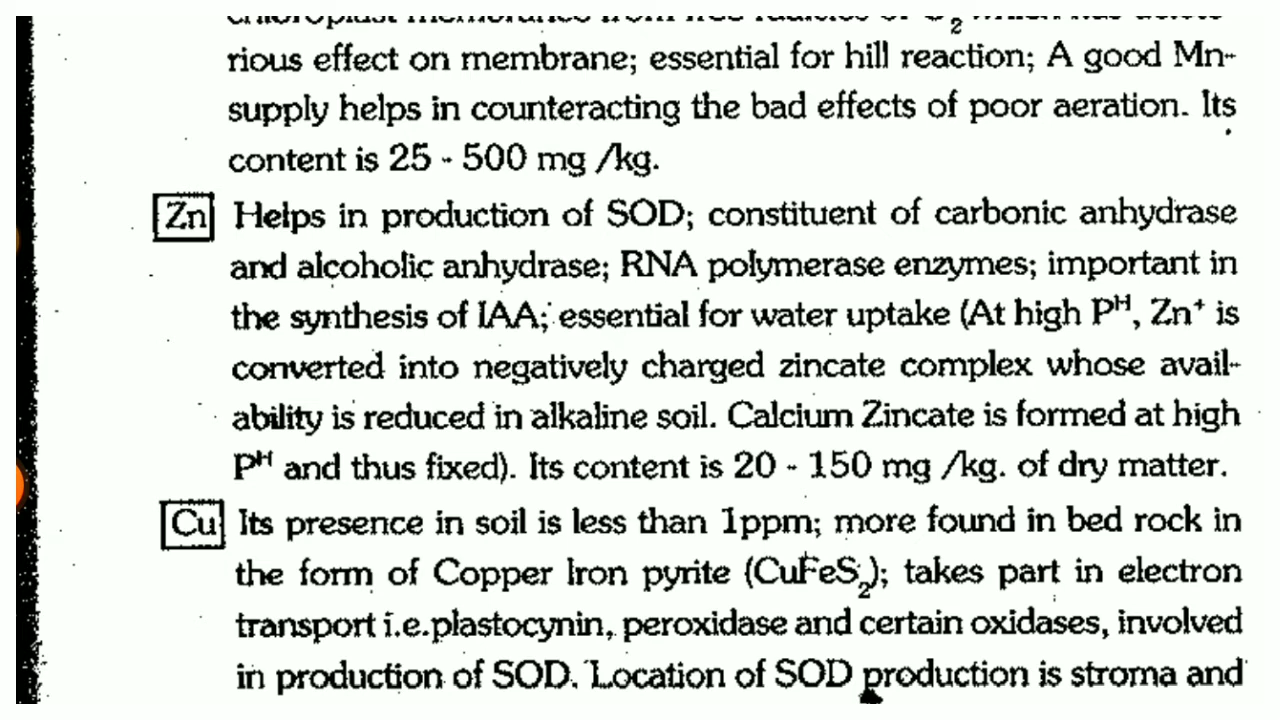 rious effect on membrane; essential for hill reaction; A good Mn-
supply helps in counteracting the bad effects of poor aeration. Its
content is 25 - 500 mg /kg.
Zn Helps in production of SOD; constituent of carbonic anhydrase
and alcoholic anhydrase; RNA polymerase enzymes; important in
the synthesis of IAA; essential for water uptake (At high Pᴴ, Zn⁺ is
converted into negatively charged zincate complex whose avail-
ability is reduced in alkaline soil. Calcium Zincate is formed at high
Pᴴ and thus fixed). Its content is 20 - 150 mg /kg. of dry matter.
Cu Its presence in soil is less than 1ppm; more found in bed rock in
the form of Copper Iron pyrite (CuFeS₂); takes part in electron
transport i.e.plastocynin, peroxidase and certain oxidases, involved
in production of SOD. Location of SOD production is stroma and